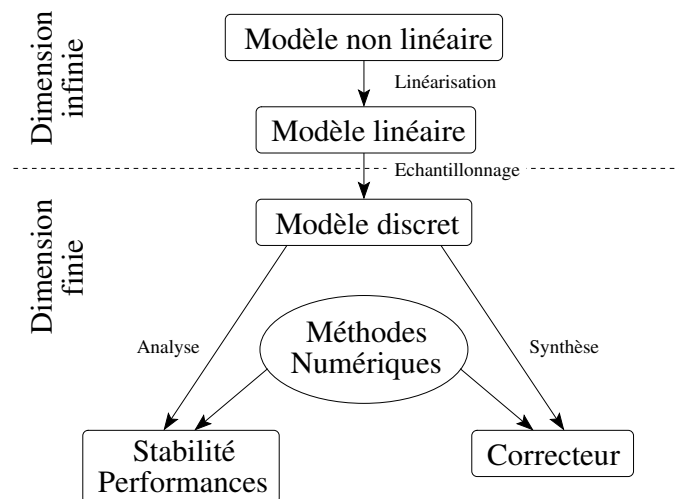 Dimension
infinie
Modèle non linéaire
Linéarisation
Modèle linéaire
Echantillonnage
Dimension
finie
Modèle discret
Analyse
Méthodes
Numériques
Synthèse
Stabilité
Performances
Correcteur